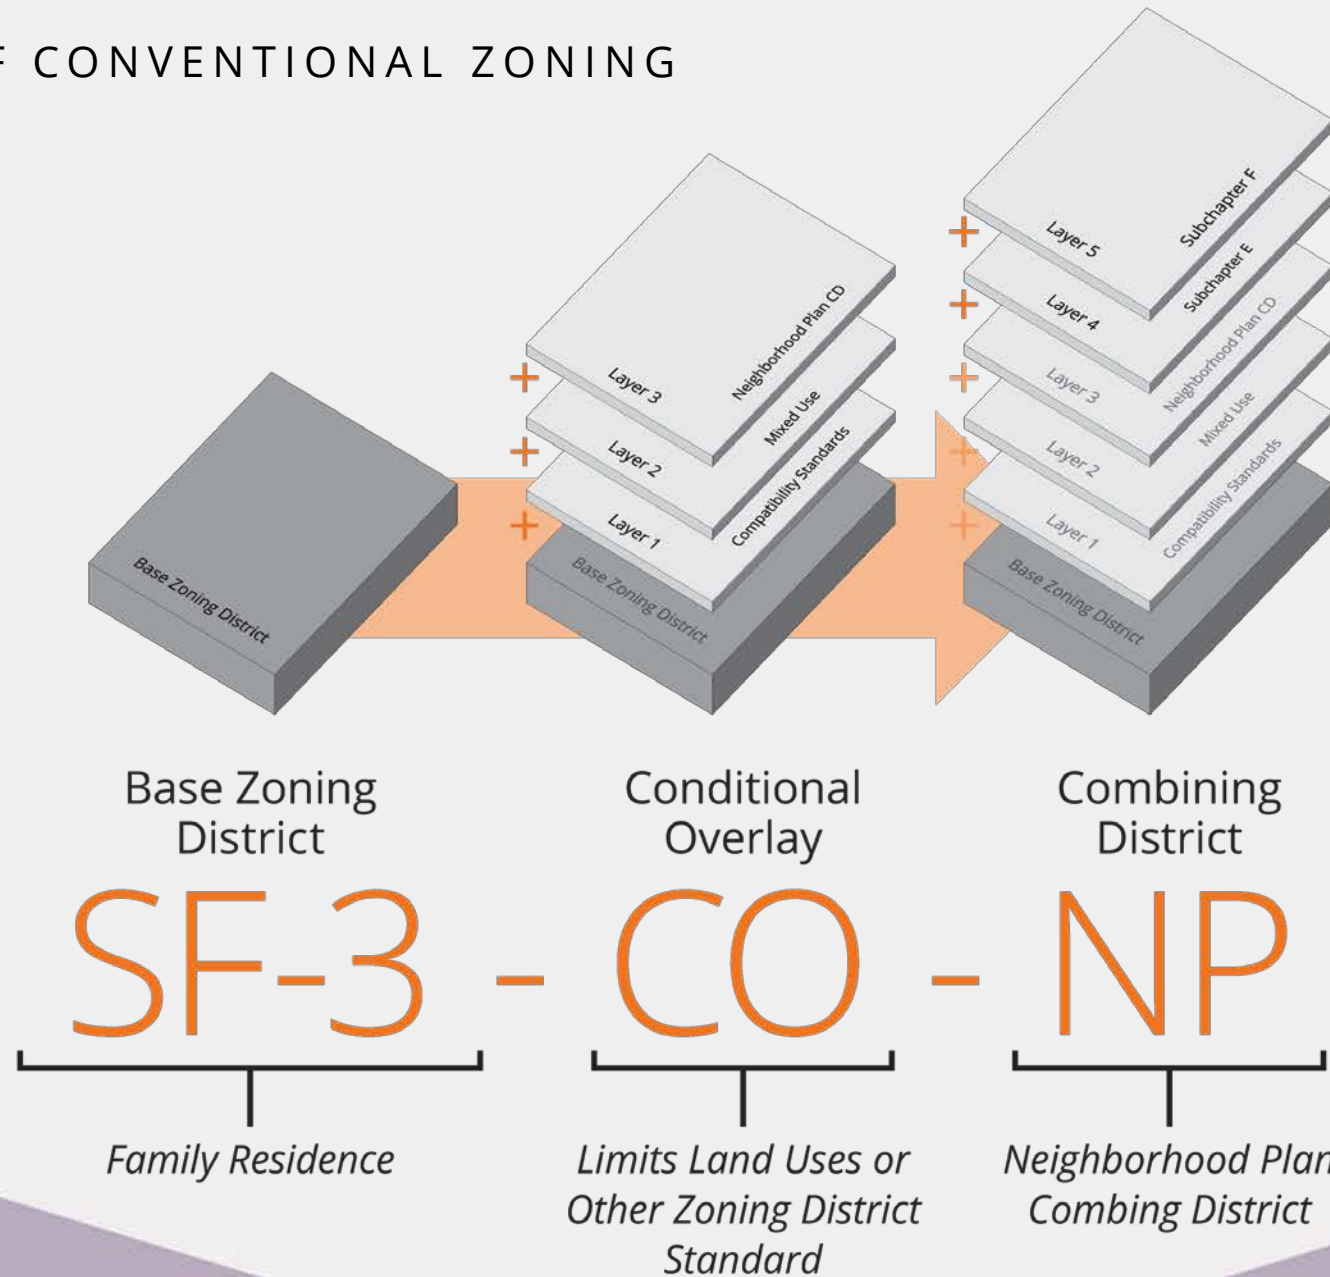 F CONVENTIONAL ZONING
Base Zoning District
Layer 3
Neighborhood Plan CD
Layer 2
Mixed Use
Layer 1
Compatibility Standards
Base Zoning District
Layer 5
Subchapter F
Layer 4
Subchapter E
Layer 3
Neighborhood Plan CD
Layer 2
Mixed Use
Layer 1
Compatibility Standards
Base Zoning District
+
+
+
+
+
+
+
+
Base Zoning
District
Conditional
Overlay
Combining
District
SF-3 - CO - NP
Family Residence
Limits Land Uses or
Other Zoning District
Standard
Neighborhood Plan
Combing District